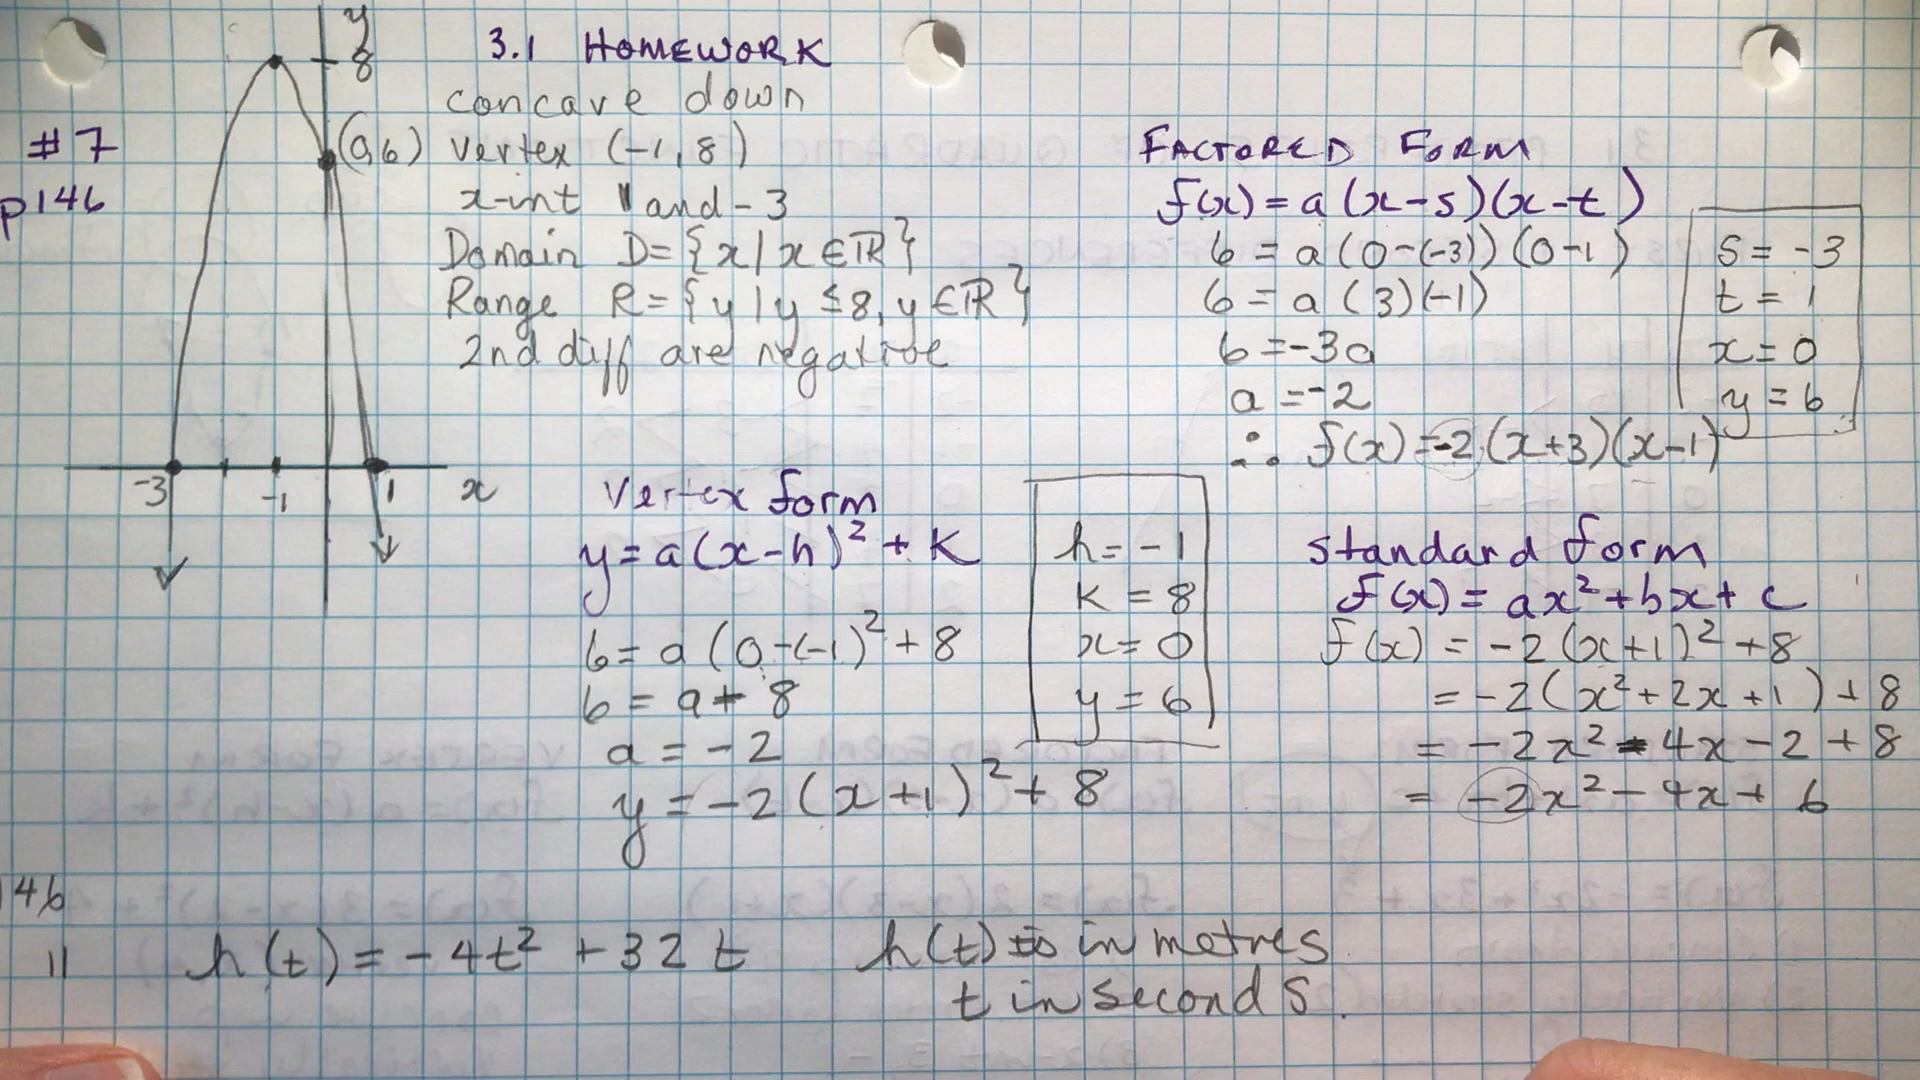 3.1 HOMEWORK
# 7
p146
y
8
(0,6)
-3
-1
1
x
concave down
vertex (-1, 8)
x-int 1 and -3
Domain D = {x | x ∈ ℝ}
Range R = {y | y ≤ 8, y ∈ ℝ}
2nd diff are negative
FACTORED FORM
f(x) = a (x-s)(x-t)
6 = a (0-(-3)) (0-1)
6 = a (3)(-1)
6 = -3a
a = -2
∴ f(x) = -2 (x+3)(x-1)
s = -3
t = 1
x = 0
y = 6
Vertex form
y = a(x-h)² + K
6 = a (0-(-1)² + 8
6 = a + 8
a = -2
y = -2 (x+1)² + 8
h = -1
K = 8
x = 0
y = 6
standard form
f(x) = ax² + bx + c
f(x) = -2 (x+1)² + 8
= -2 (x² + 2x + 1) + 8
= -2x² - 4x - 2 + 8
= -2x² - 4x + 6
146
11
h(t) = -4t² + 32t
h(t) is in metres
t in seconds.